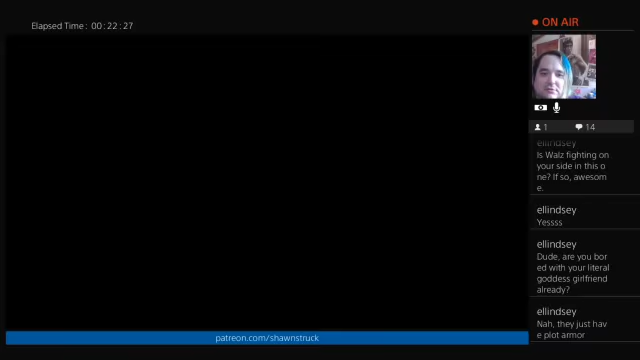 Elapsed Time : 00 : 22 : 27
ON AIR
1
14
ellindsey
Is Walz fighting on
your side in this o
ne? If so, awesom
e.
ellindsey
Yessss
ellindsey
Dude, are you bor
ed with your literal
goddess girlfriend
already?
ellindsey
Nah, they just hav
e plot armor
patreon.com/shawnstruck